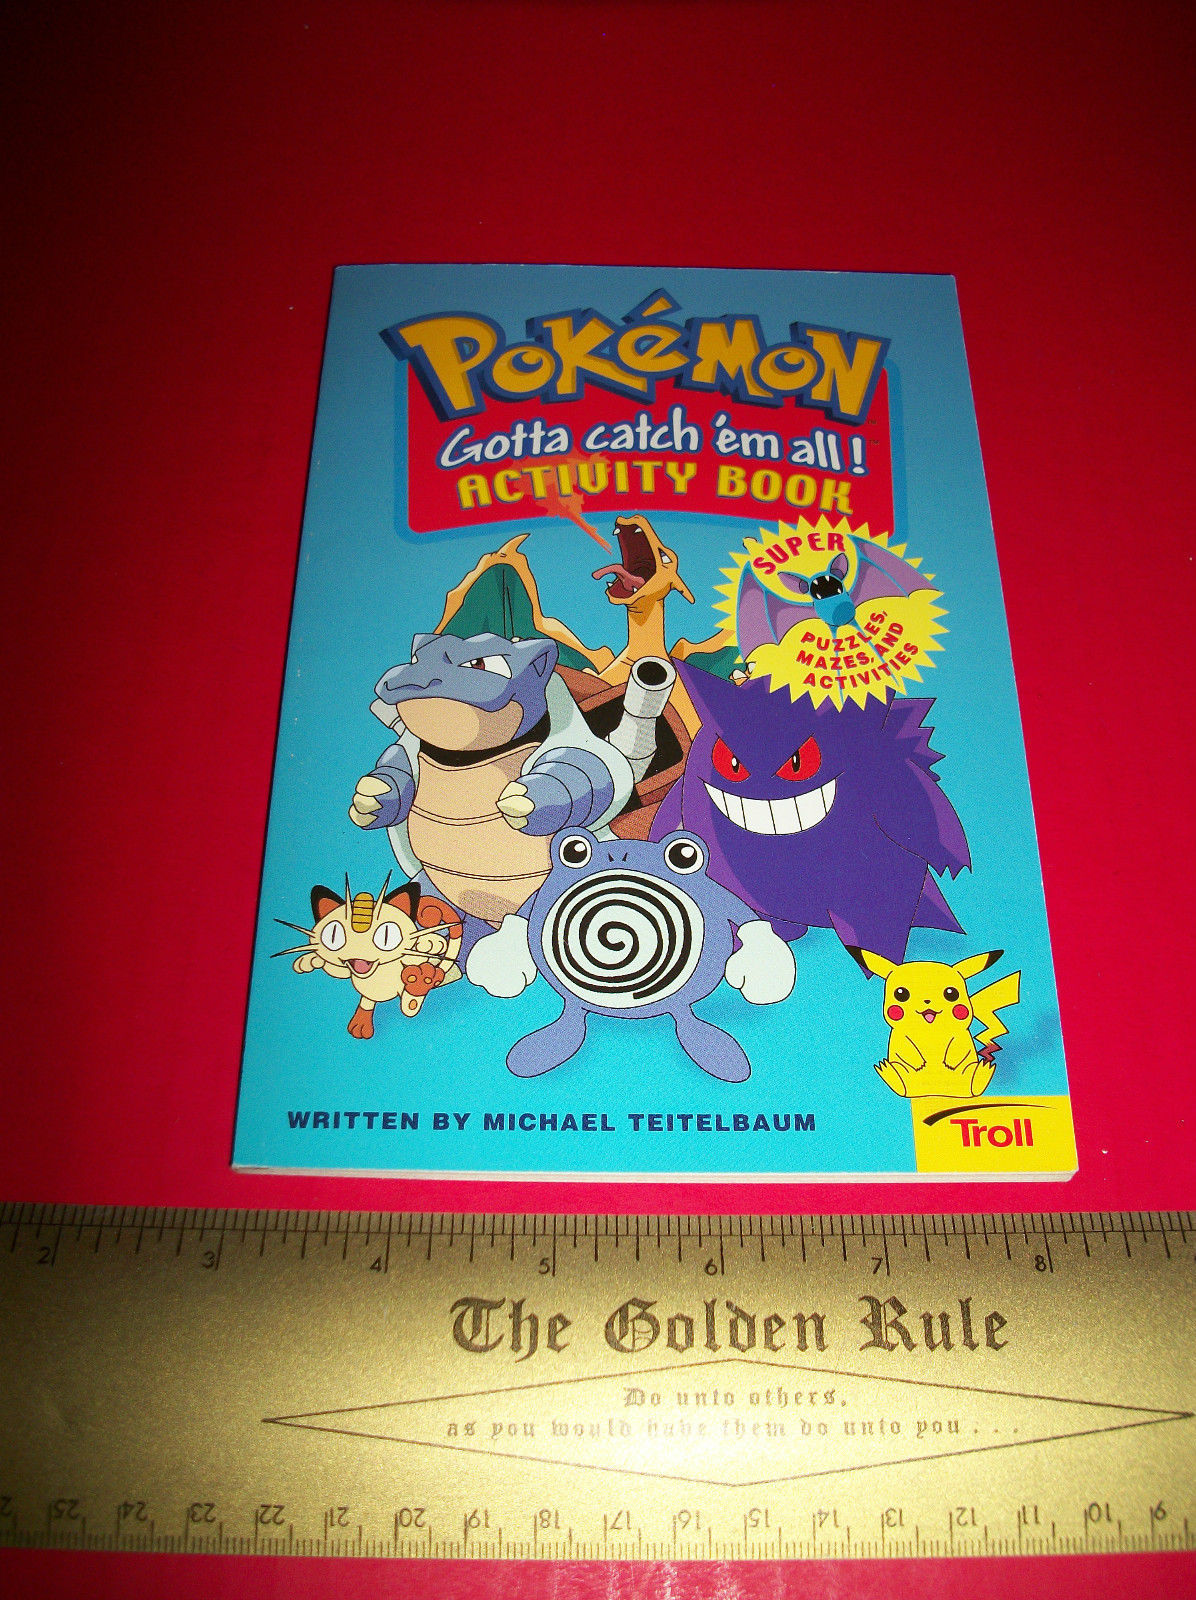 POKéMON
Gotta catch 'em all!
ACTIVITY BOOK
SUPER
PUZZLES,
MAZES, AND
ACTIVITIES
WRITTEN BY MICHAEL TEITELBAUM
Troll
2 3 4 5 6 7 8
The Golden Rule
Do unto others,
as you would have them do unto you . . .
25 24 23 22 21 20 19 18 17 16 15 14 13 12 11 10 9